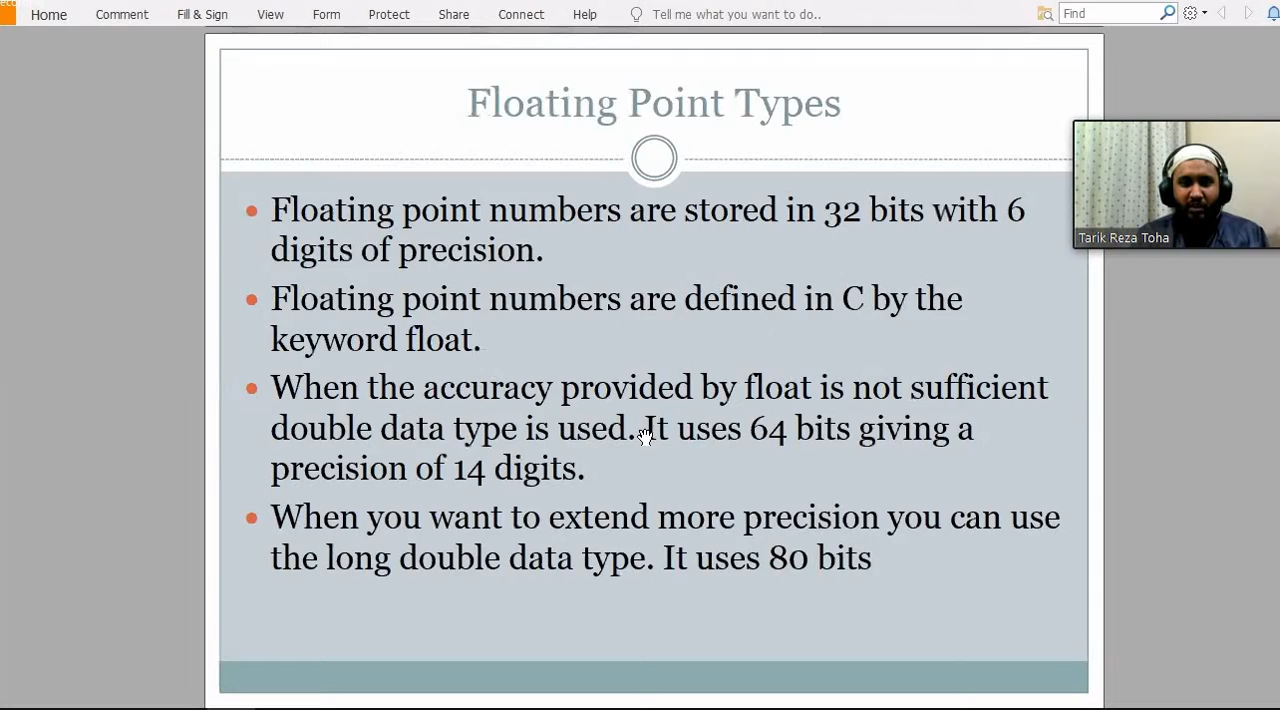 Home Comment Fill & Sign View Form Protect Share Connect Help Tell me what you want to do.. Find
Floating Point Types
Floating point numbers are stored in 32 bits with 6
digits of precision.
Floating point numbers are defined in C by the
keyword float.
When the accuracy provided by float is not sufficient
double data type is used. It uses 64 bits giving a
precision of 14 digits.
When you want to extend more precision you can use
the long double data type. It uses 80 bits
Tarik Reza Toha